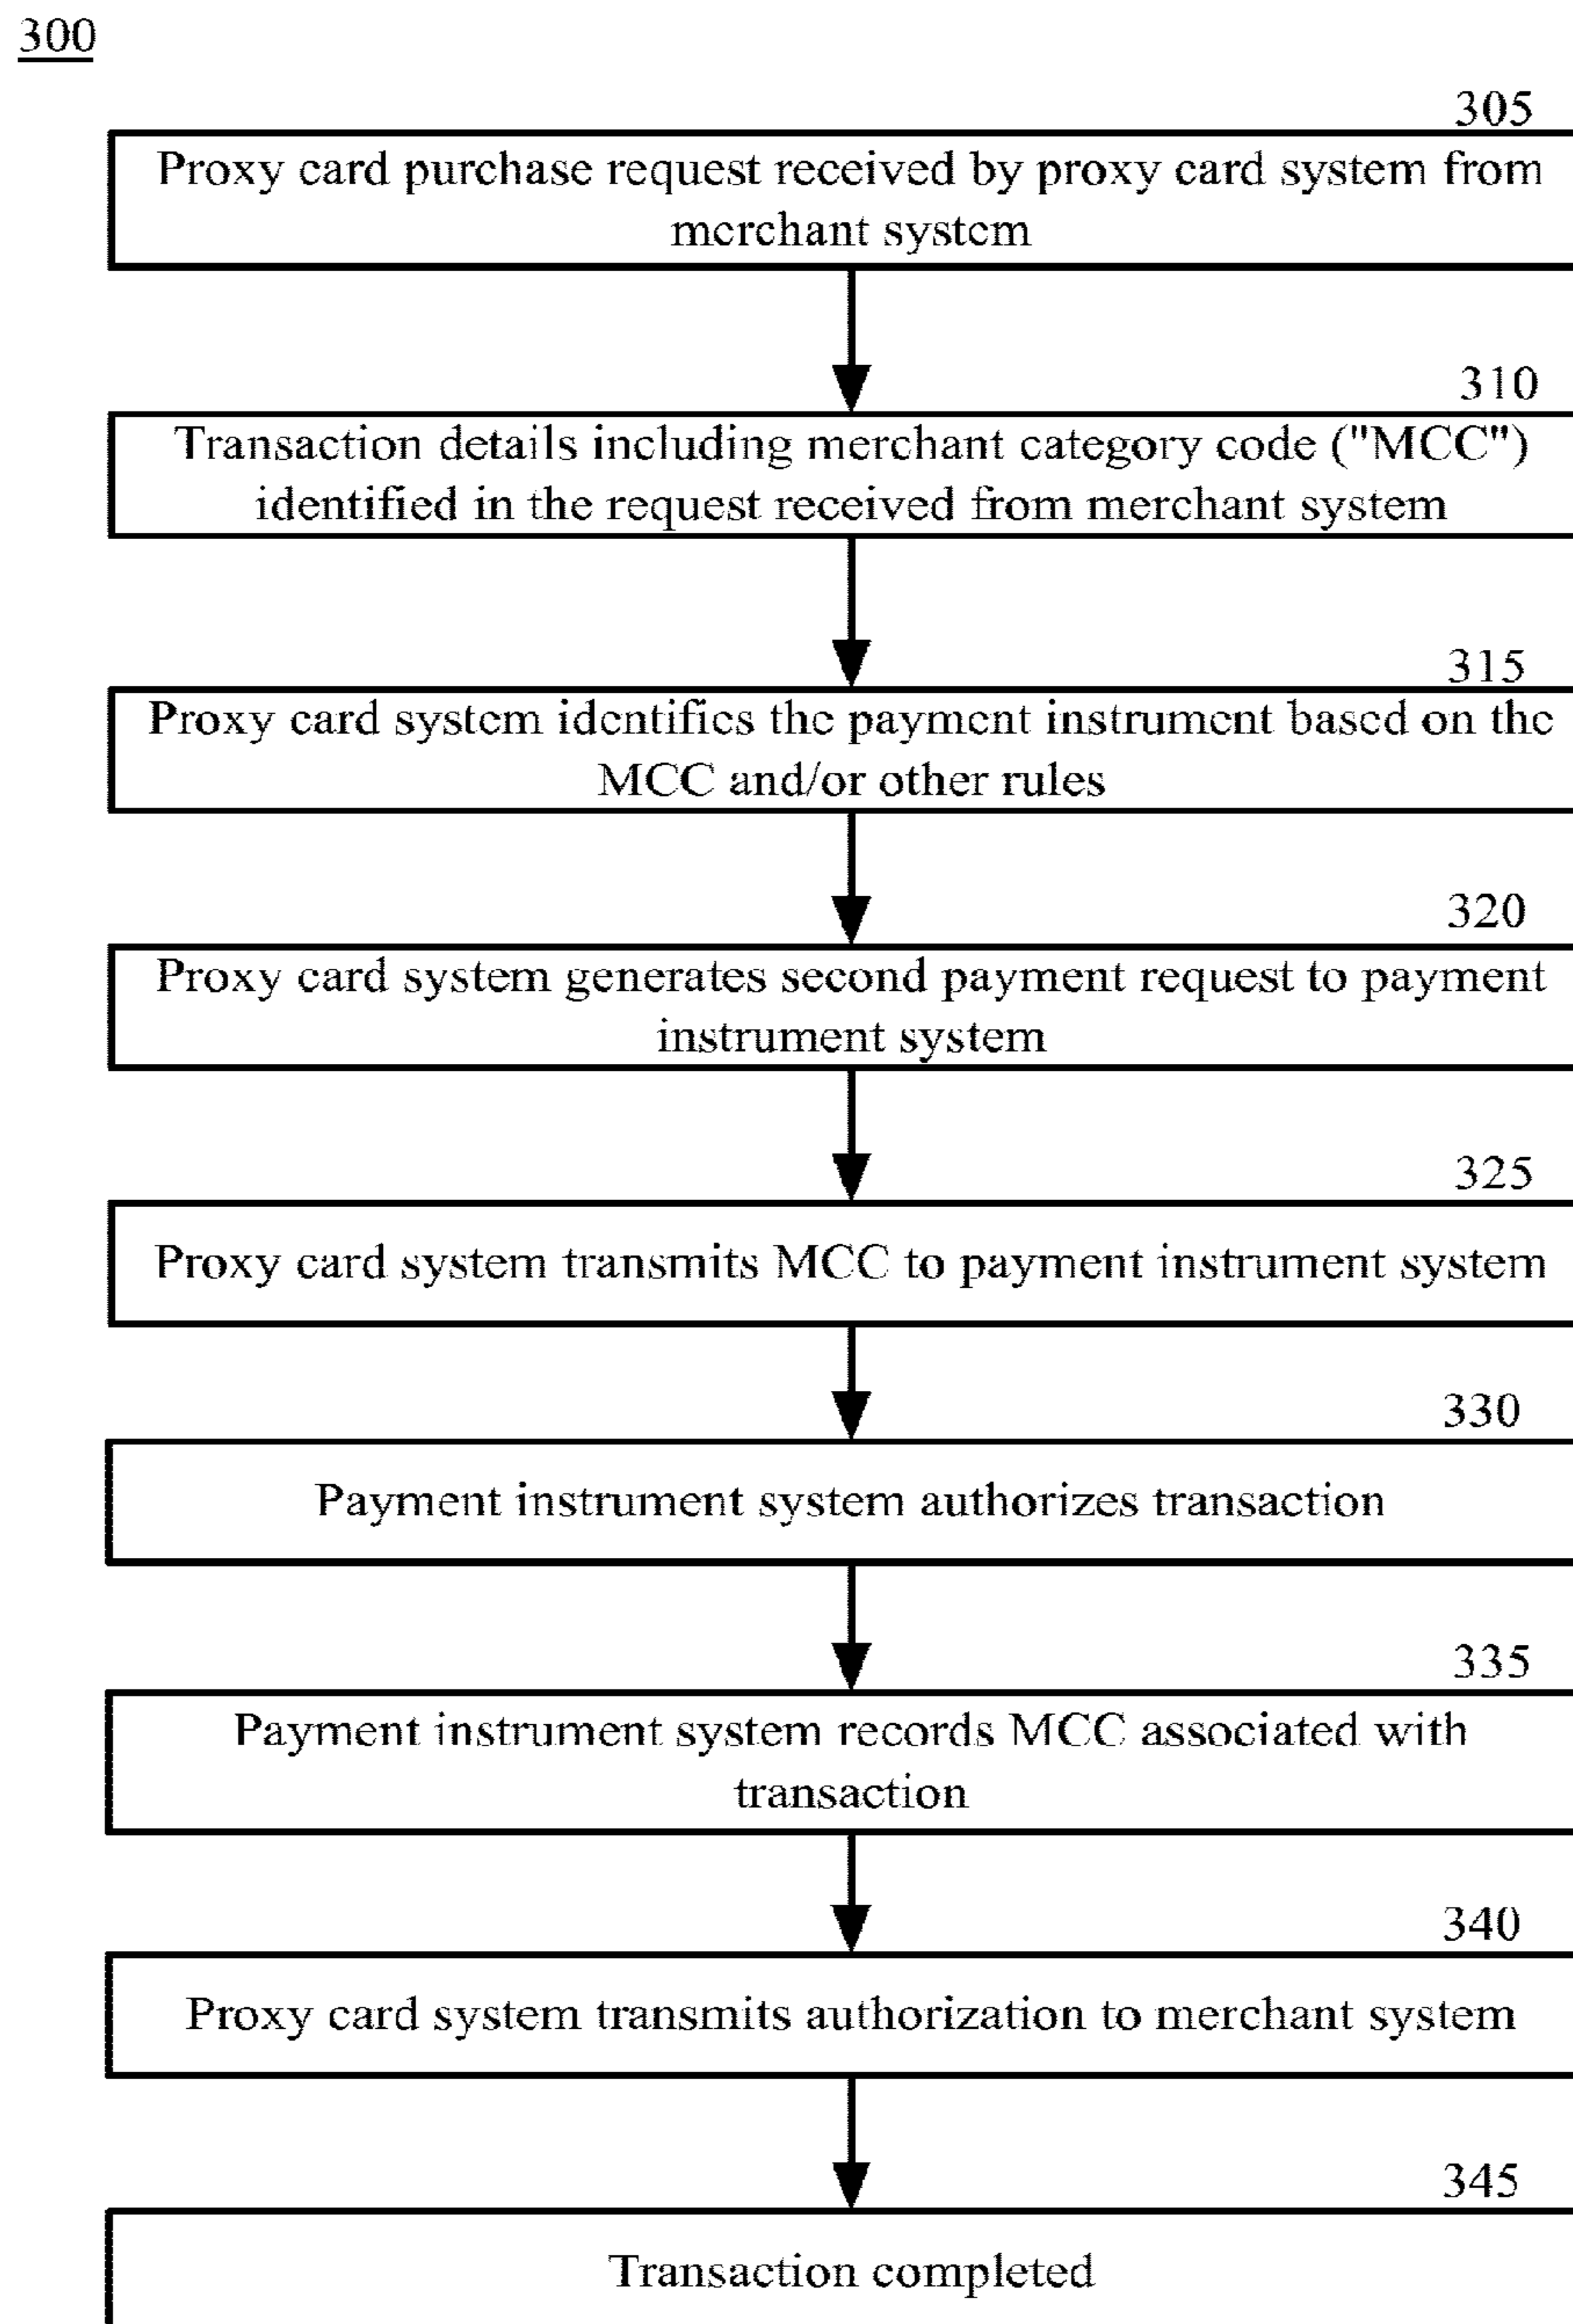 300
305
Proxy card purchase request received by proxy card system from
merchant system
310
Transaction details including merchant category code ("MCC")
identified in the request received from merchant system
315
Proxy card system identifies the payment instrument based on the
MCC and/or other rules
320
Proxy card system generates second payment request to payment
instrument system
325
Proxy card system transmits MCC to payment instrument system
330
Payment instrument system authorizes transaction
335
Payment instrument system records MCC associated with
transaction
340
Proxy card system transmits authorization to merchant system
345
Transaction completed